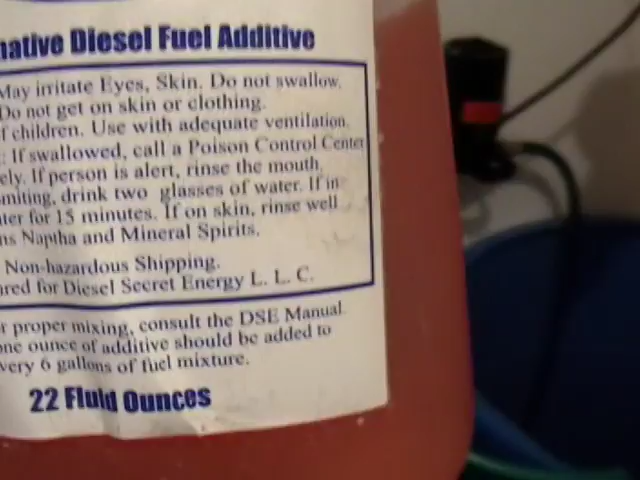 native Diesel Fuel Additive
May irritate Eyes, Skin. Do not swallow.
Do not get on skin or clothing.
f children. Use with adequate ventilation.
: If swallowed, call a Poison Control Center
ely. If person is alert, rinse the mouth,
miting, drink two glasses of water. If in
ter for 15 minutes. If on skin, rinse well
ns Naptha and Mineral Spirits.
Non-hazardous Shipping.
ared for Diesel Secret Energy L. L. C.
r proper mixing, consult the DSE Manual.
one ounce of additive should be added to
very 6 gallons of fuel mixture.
22 Fluid Ounces